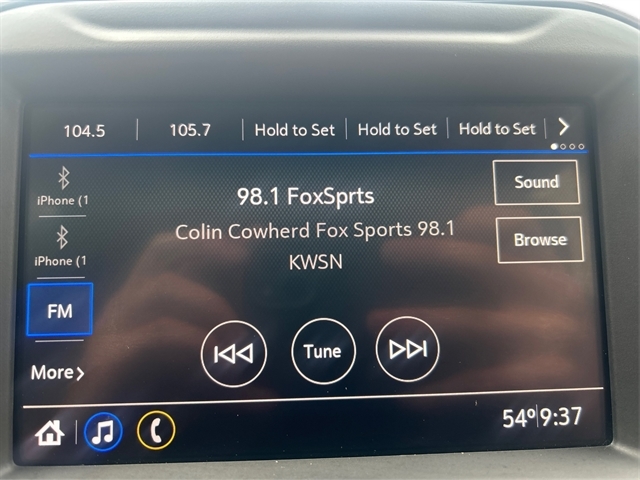 104.5 105.7 Hold to Set Hold to Set Hold to Set
iPhone (1
98.1 FoxSprts
Sound
Colin Cowherd Fox Sports 98.1
iPhone (1
KWSN
Browse
FM
Tune
More
54° 9:37